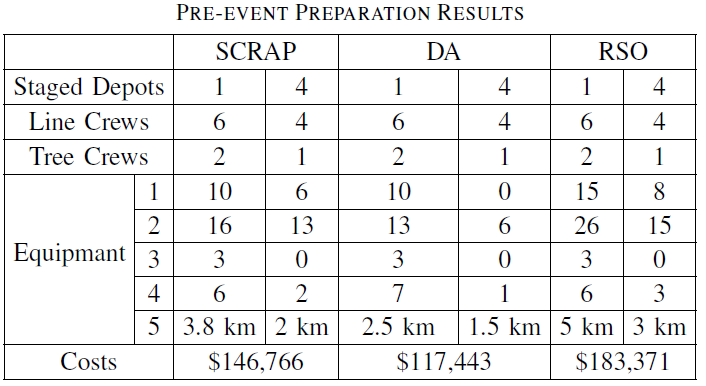 PRE-EVENT PREPARATION RESULTS
SCRAP DA RSO
Staged Depots 1 4 1 4 1 4
Line Crews 6 4 6 4 6 4
Tree Crews 2 1 2 1 2 1
Equipmant
1 10 6 10 0 15 8
2 16 13 13 6 26 15
3 3 0 3 0 3 0
4 6 2 7 1 6 3
5 3.8 km 2 km 2.5 km 1.5 km 5 km 3 km
Costs $146,766 $117,443 $183,371